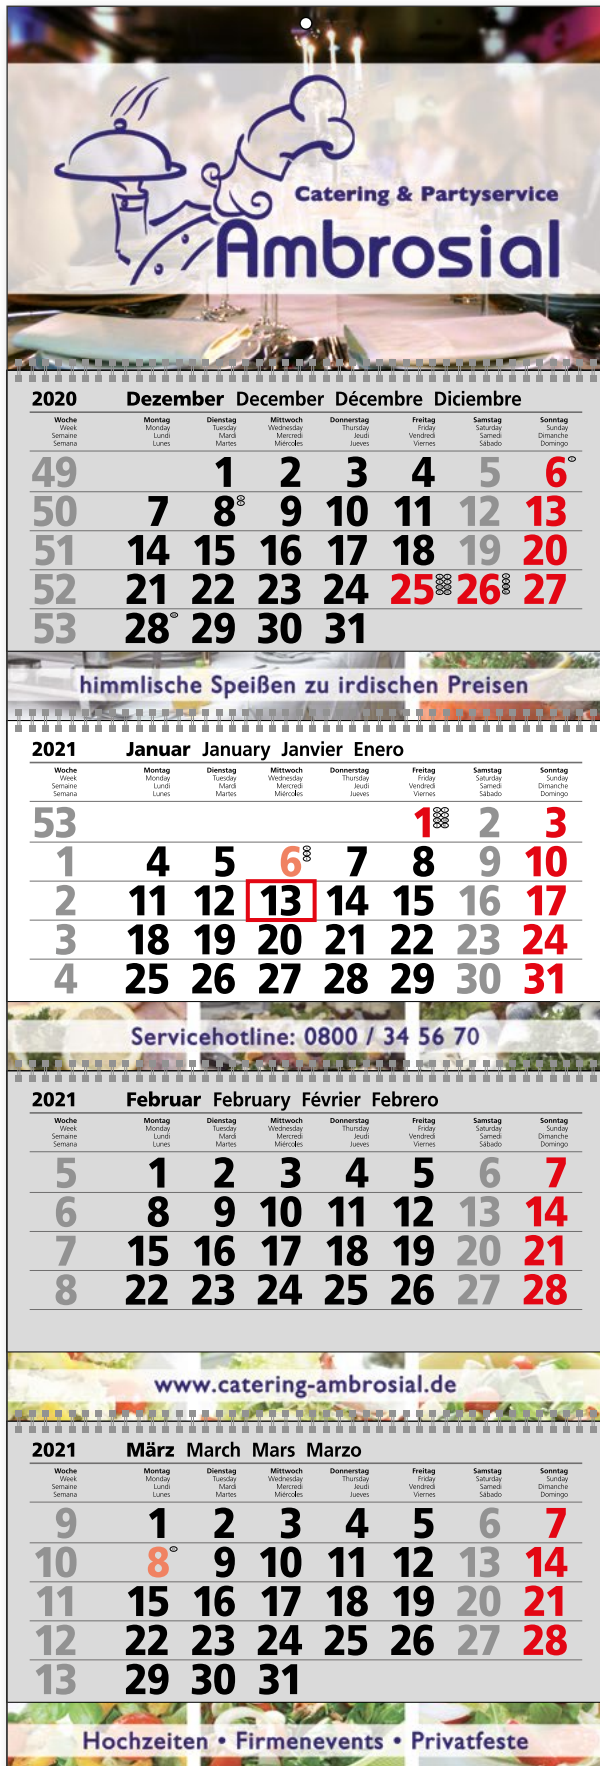 Catering & Partyservice
Ambrosial
2020 Dezember December Décembre Diciembre
Woche Montag Dienstag Mittwoch Donnerstag Freitag Samstag Sonntag
Week Monday Tuesday Wednesday Thursday Friday Saturday Sunday
Semaine Lundi Mardi Mercredi Jeudi Vendredi Samedi Dimanche
Semana Lunes Martes Miércoles Jueves Viernes Sábado Domingo
49 1 2 3 4 5 6
50 7 8 9 10 11 12 13
51 14 15 16 17 18 19 20
52 21 22 23 24 25 26 27
53 28 29 30 31
himmlische Speißen zu irdischen Preisen
2021 Januar January Janvier Enero
Woche Montag Dienstag Mittwoch Donnerstag Freitag Samstag Sonntag
Week Monday Tuesday Wednesday Thursday Friday Saturday Sunday
Semaine Lundi Mardi Mercredi Jeudi Vendredi Samedi Dimanche
Semana Lunes Martes Miércoles Jueves Viernes Sábado Domingo
53 1 2 3
1 4 5 6 7 8 9 10
2 11 12 13 14 15 16 17
3 18 19 20 21 22 23 24
4 25 26 27 28 29 30 31
Servicehotline: 0800 / 34 56 70
2021 Februar February Février Febrero
Woche Montag Dienstag Mittwoch Donnerstag Freitag Samstag Sonntag
Week Monday Tuesday Wednesday Thursday Friday Saturday Sunday
Semaine Lundi Mardi Mercredi Jeudi Vendredi Samedi Dimanche
Semana Lunes Martes Miércoles Jueves Viernes Sábado Domingo
5 1 2 3 4 5 6 7
6 8 9 10 11 12 13 14
7 15 16 17 18 19 20 21
8 22 23 24 25 26 27 28
www.catering-ambrosial.de
2021 März March Mars Marzo
Woche Montag Dienstag Mittwoch Donnerstag Freitag Samstag Sonntag
Week Monday Tuesday Wednesday Thursday Friday Saturday Sunday
Semaine Lundi Mardi Mercredi Jeudi Vendredi Samedi Dimanche
Semana Lunes Martes Miércoles Jueves Viernes Sábado Domingo
9 1 2 3 4 5 6 7
10 8 9 10 11 12 13 14
11 15 16 17 18 19 20 21
12 22 23 24 25 26 27 28
13 29 30 31
Hochzeiten • Firmenevents • Privatfeste